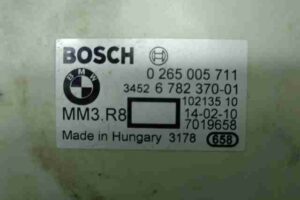 BOSCH
BMW
0 265 005 711
3452 6 782 370-01
102135 10
MM3.R8 14-02-10
7019658
Made in Hungary 3178 658